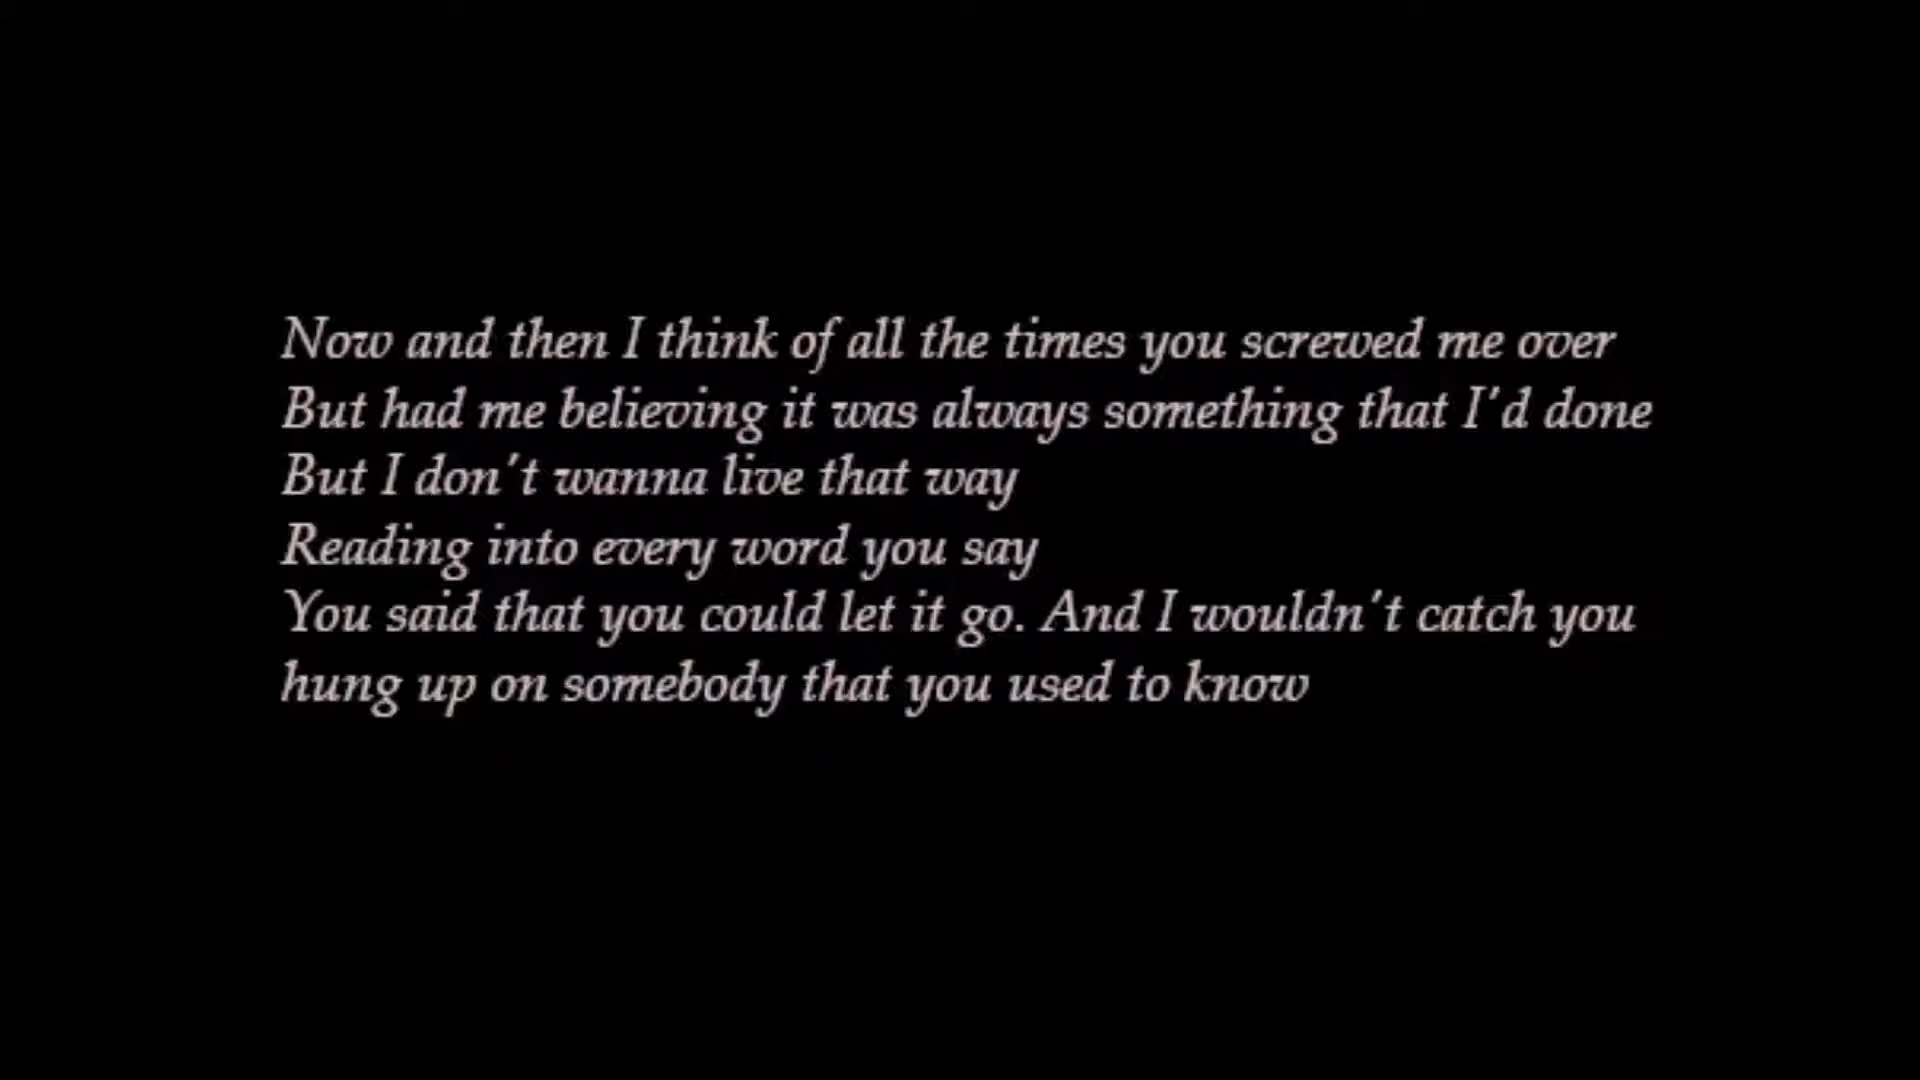 Now and then I think of all the times you screwed me over
But had me believing it was always something that I'd done
But I don't wanna live that way
Reading into every word you say
You said that you could let it go. And I wouldn't catch you
hung up on somebody that you used to know